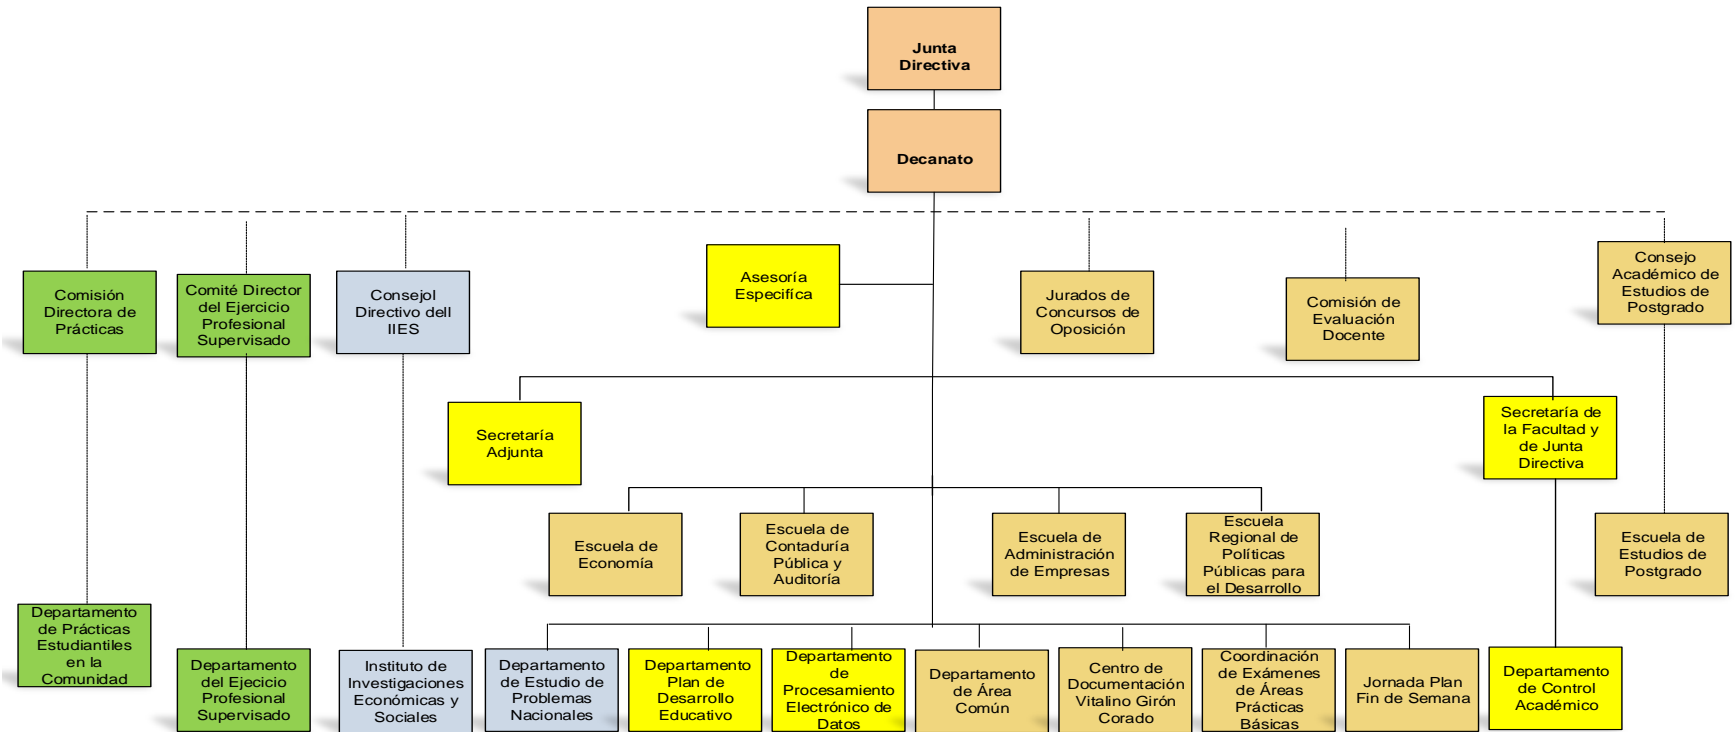 Junta
Directiva
Decanato
Comisión
Directora de
Prácticas
Comité Director
del Ejercicio
Profesional
Supervisado
Consejol
Directivo dell
IIES
Asesoría
Especifíca
Jurados de
Concursos de
Oposición
Comisión de
Evaluación
Docente
Consejo
Académico de
Estudios de
Postgrado
Secretaría
Adjunta
Secretaría de
la Facultad y
de Junta
Directiva
Escuela de
Economía
Escuela de
Contaduría
Pública y
Auditoría
Escuela de
Administración
de Empresas
Escuela
Regional de
Políticas
Públicas para
el Desarrollo
Escuela de
Estudios de
Postgrado
Departamento
de Prácticas
Estudiantiles
en la
Comunidad
Departamento
del Ejecicio
Profesional
Supervisado
Instituto de
Investigaciones
Económicas y
Sociales
Departamento
de Estudio de
Problemas
Nacionales
Departamento
Plan de
Desarrollo
Educativo
Departamento
de
Procesamiento
Electrónico de
Datos
Departamento
de Área
Común
Centro de
Documentación
Vitalino Girón
Corado
Coordinación
de Exámenes
de Áreas
Prácticas
Básicas
Jornada Plan
Fin de Semana
Departamento
de Control
Académico